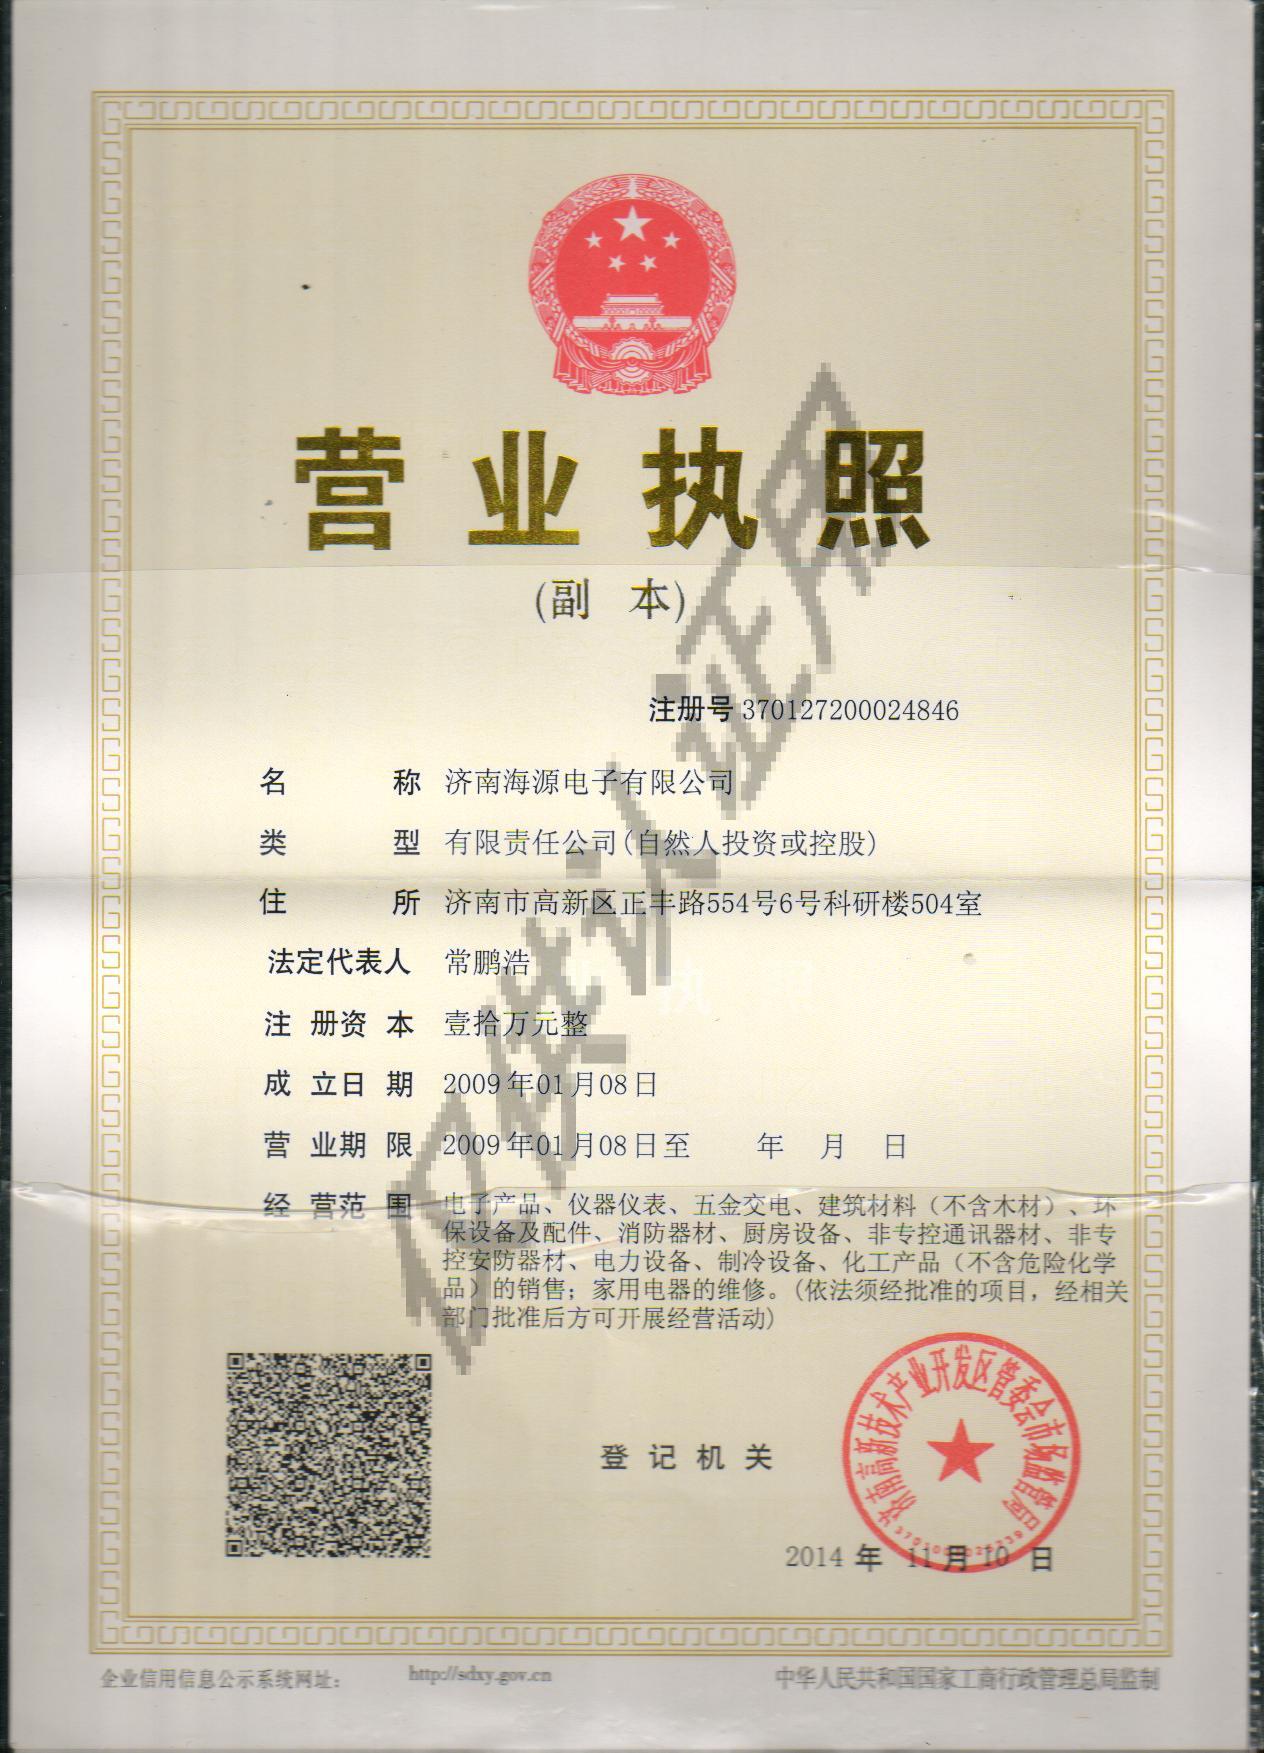 营业执照
(副 本)
注册号 370127200024846
名称 济南海源电子有限公司
类型 有限责任公司(自然人投资或控股)
住所 济南市高新区正丰路554号6号科研楼504室
法定代表人 常鹏浩
注册资本 壹拾万元整
成立日期 2009年01月08日
营业期限 2009年01月08日至 年 月 日
经营范围 电子产品、仪器仪表、五金交电、建筑材料（不含木材）、环
保设备及配件、消防器材、厨房设备、非专控通讯器材、非专
控安防器材、电力设备、制冷设备、化工产品（不含危险化学
品）的销售；家用电器的维修。(依法须经批准的项目，经相关
部门批准后方可开展经营活动)
仅供认证用
济南高新技术产业开发区管委会市场监管局
登记机关
2014年11月10日
企业信用信息公示系统网址： http://sdxy.gov.cn
中华人民共和国国家工商行政管理总局监制